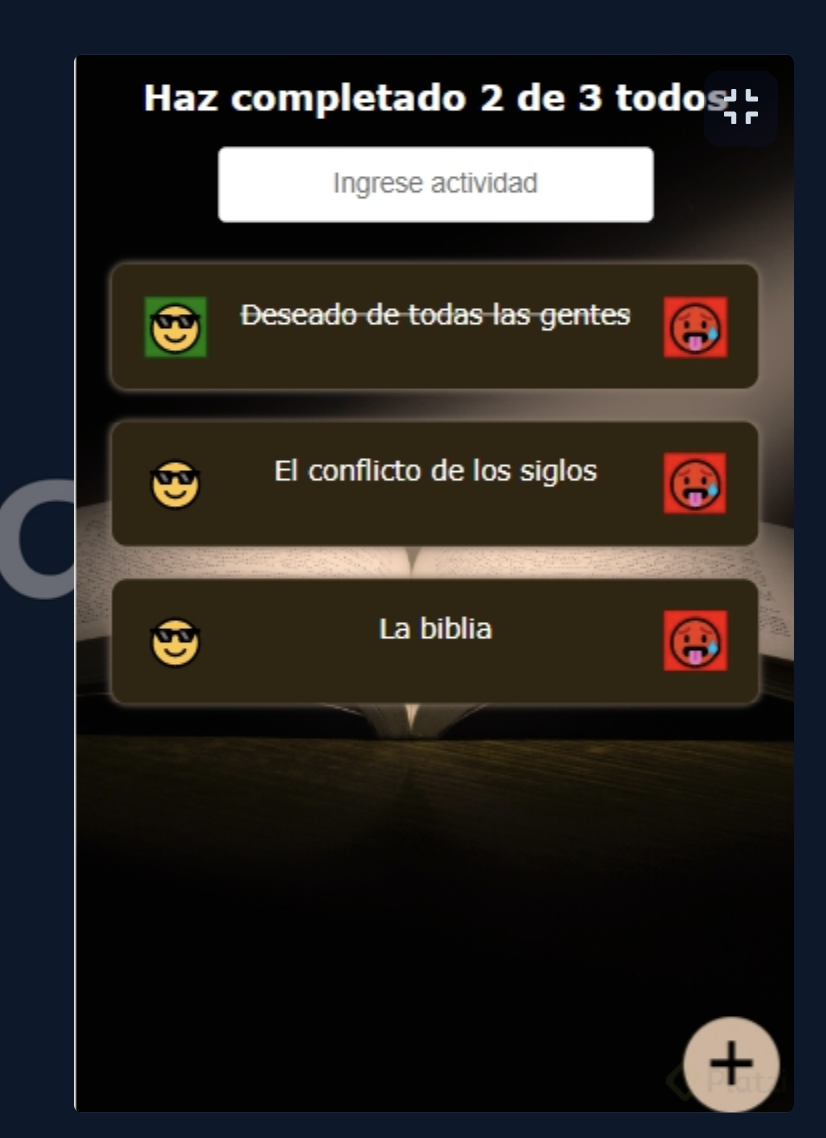 Haz completado 2 de 3 todos
Ingrese actividad
Deseado de todas las gentes
El conflicto de los siglos
La biblia
Platzi